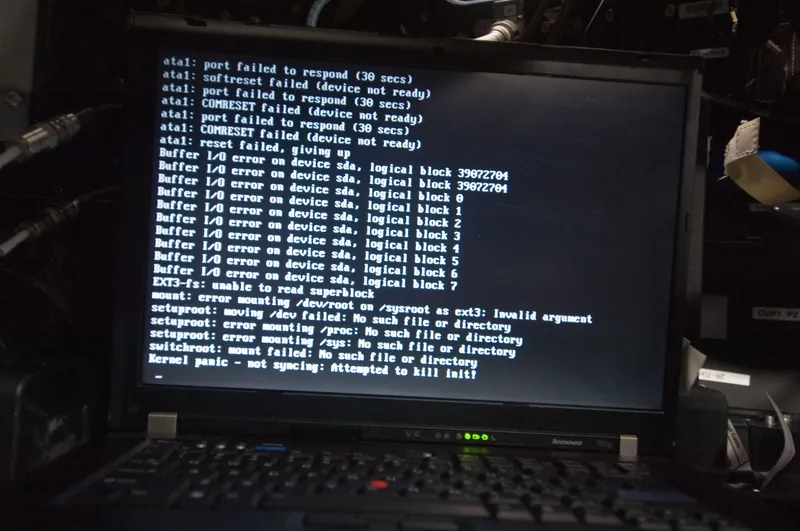 ata1: port failed to respond (30 secs)
ata1: softreset failed (device not ready)
ata1: port failed to respond (30 secs)
ata1: COMRESET failed (device not ready)
ata1: port failed to respond (30 secs)
ata1: COMRESET failed (device not ready)
ata1: reset failed, giving up
Buffer I/O error on device sda, logical block 39072704
Buffer I/O error on device sda, logical block 39072704
Buffer I/O error on device sda, logical block 0
Buffer I/O error on device sda, logical block 1
Buffer I/O error on device sda, logical block 2
Buffer I/O error on device sda, logical block 3
Buffer I/O error on device sda, logical block 4
Buffer I/O error on device sda, logical block 5
Buffer I/O error on device sda, logical block 6
Buffer I/O error on device sda, logical block 7
EXT3-fs: unable to read superblock
mount: error mounting /dev/root on /sysroot as ext3: Invalid argument
setuproot: moving /dev failed: No such file or directory
setuproot: error mounting /proc: No such file or directory
setuproot: error mounting /sys: No such file or directory
switchroot: mount failed: No such file or directory
Kernel panic - not syncing: Attempted to kill init!
lenovo